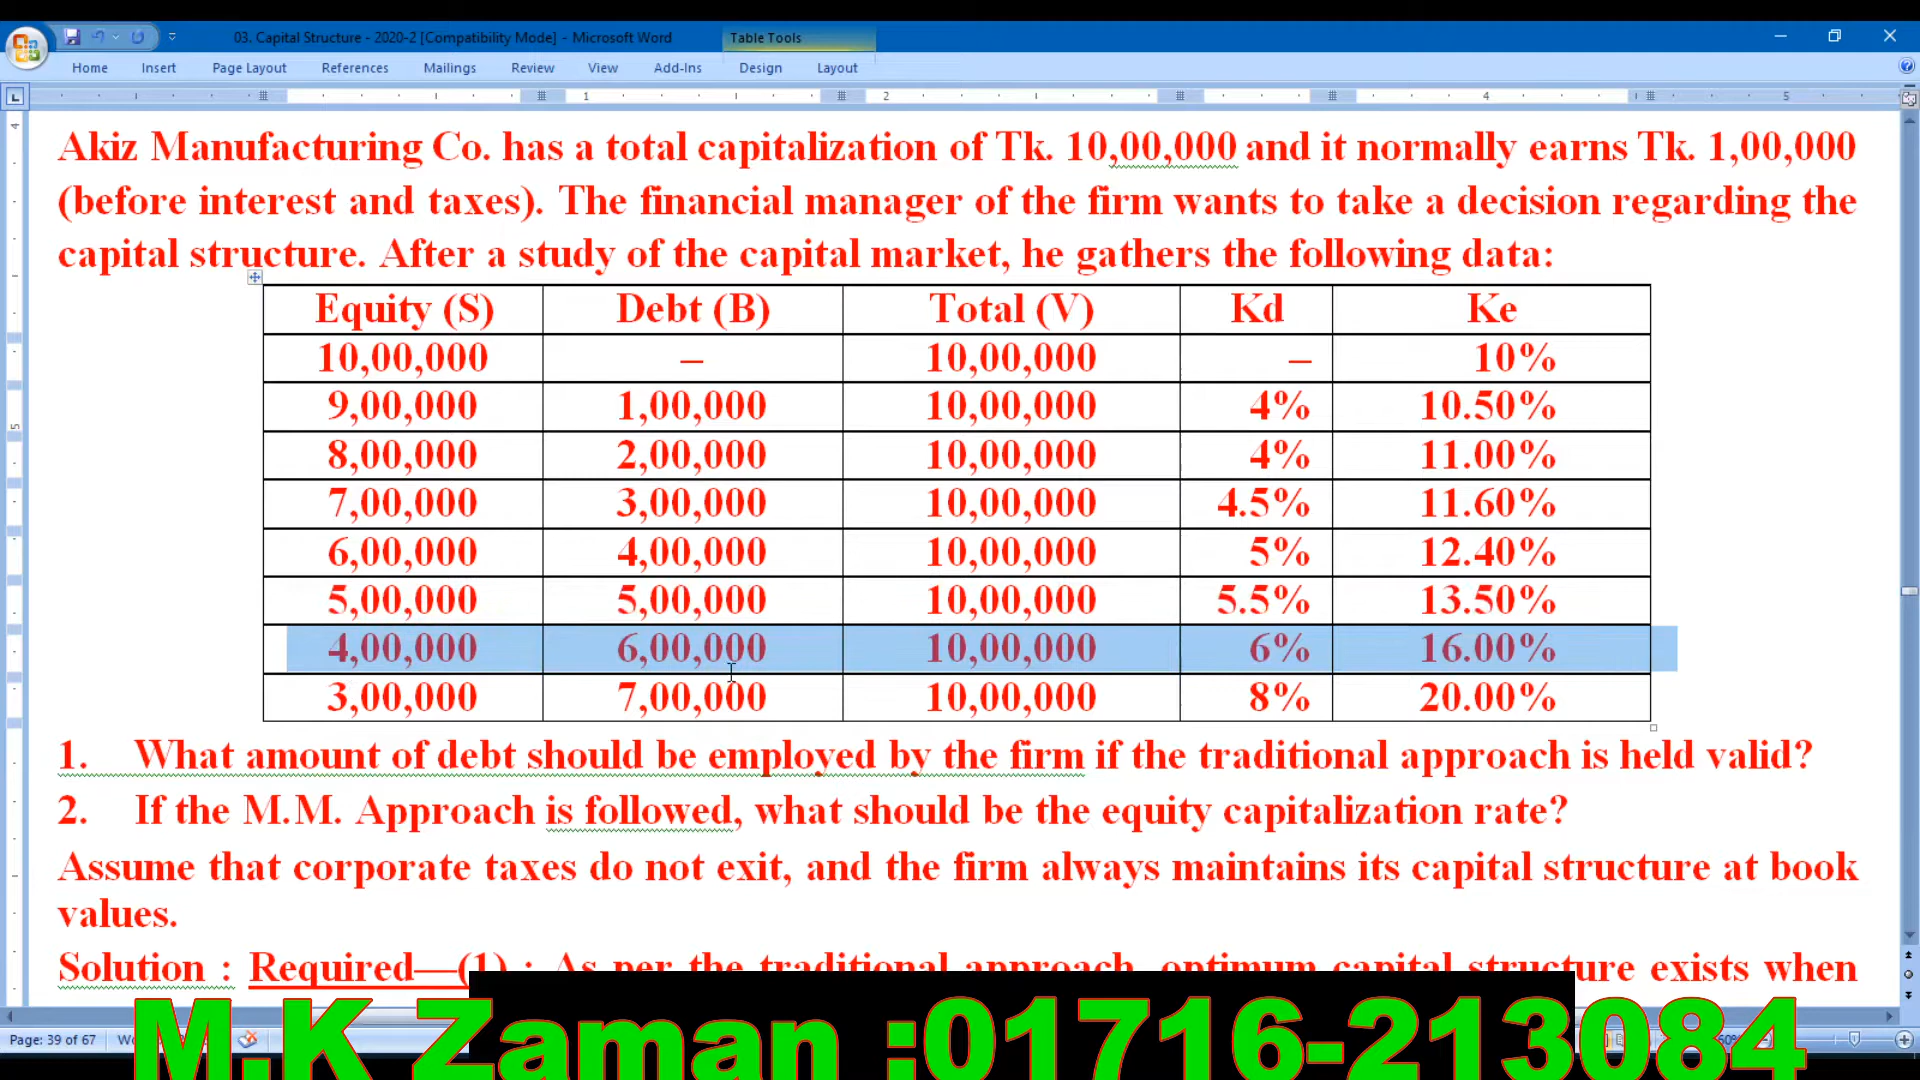 03. Capital Structure - 2020-2 [Compatibility Mode] - Microsoft Word
Table Tools
Home Insert Page Layout References Mailings Review View Add-Ins Design Layout
1 2 4 5
Akiz Manufacturing Co. has a total capitalization of Tk. 10,00,000 and it normally earns Tk. 1,00,000
(before interest and taxes). The financial manager of the firm wants to take a decision regarding the
capital structure. After a study of the capital market, he gathers the following data:
Equity (S) Debt (B) Total (V) Kd Ke
10,00,000 – 10,00,000 – 10%
9,00,000 1,00,000 10,00,000 4% 10.50%
8,00,000 2,00,000 10,00,000 4% 11.00%
7,00,000 3,00,000 10,00,000 4.5% 11.60%
6,00,000 4,00,000 10,00,000 5% 12.40%
5,00,000 5,00,000 10,00,000 5.5% 13.50%
4,00,000 6,00,000 10,00,000 6% 16.00%
3,00,000 7,00,000 10,00,000 8% 20.00%
1. What amount of debt should be employed by the firm if the traditional approach is held valid?
2. If the M.M. Approach is followed, what should be the equity capitalization rate?
Assume that corporate taxes do not exit, and the firm always maintains its capital structure at book
values.
Solution : Required—(1) : As per the traditional approach, optimum capital structure exists when
Page: 39 of 67
M.K Zaman :01716-213084